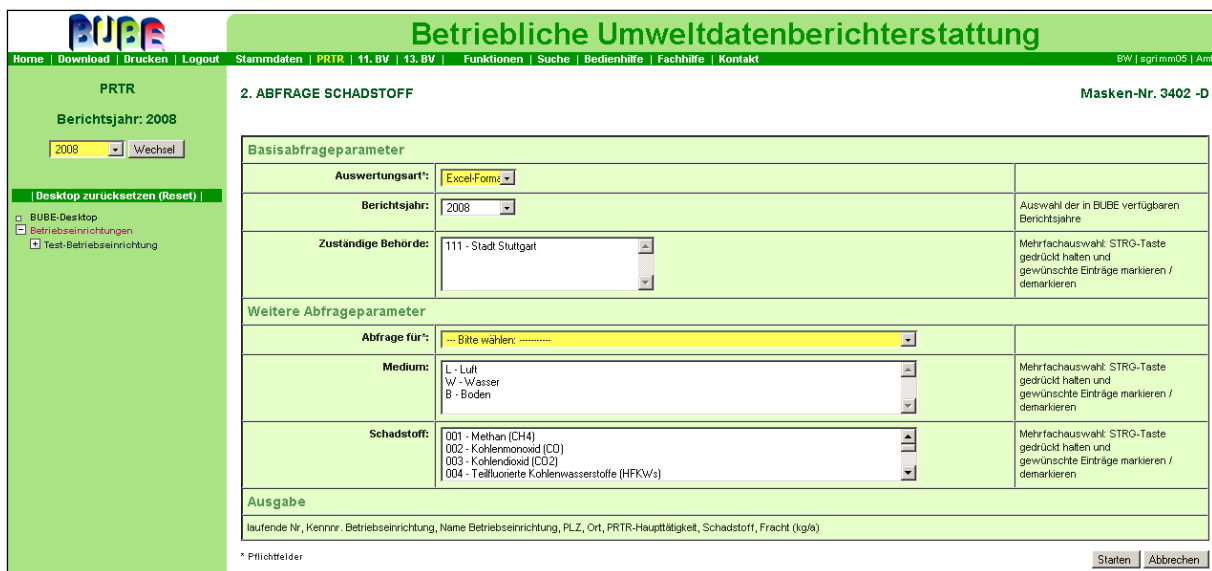 BUBE
Betriebliche Umweltdatenberichterstattung
Home | Download | Drucken | Logout
Stammdaten | PRTR | 11. BV | 13. BV | Funktionen | Suche | Bedienhilfe | Fachhilfe | Kontakt
BW | sgrimm05 | Amt
PRTR
Berichtsjahr: 2008
2008
Wechsel
| Desktop zurücksetzen (Reset) |
BUBE-Desktop
Betriebseinrichtungen
Test-Betriebseinrichtung
2. ABFRAGE SCHADSTOFF
Masken-Nr. 3402 -D
Basisabfrageparameter
Auswertungsart*:
Excel-Forma
Berichtsjahr:
2008
Auswahl der in BUBE verfügbaren
Berichtsjahre
Zuständige Behörde:
111 - Stadt Stuttgart
Mehrfachauswahl: STRG-Taste
gedrückt halten und
gewünschte Einträge markieren /
demarkieren
Weitere Abfrageparameter
Abfrage für*:
--- Bitte wählen: -----------
Medium:
L - Luft
W - Wasser
B - Boden
Mehrfachauswahl: STRG-Taste
gedrückt halten und
gewünschte Einträge markieren /
demarkieren
Schadstoff:
001 - Methan (CH4)
002 - Kohlenmonoxid (CO)
003 - Kohlendioxid (CO2)
004 - Teilfluorierte Kohlenwasserstoffe (HFKWs)
Mehrfachauswahl: STRG-Taste
gedrückt halten und
gewünschte Einträge markieren /
demarkieren
Ausgabe
laufende Nr, Kennnr. Betriebseinrichtung, Name Betriebseinrichtung, PLZ, Ort, PRTR-Haupttätigkeit, Schadstoff, Fracht (kg/a)
* Pflichtfelder
Starten
Abbrechen